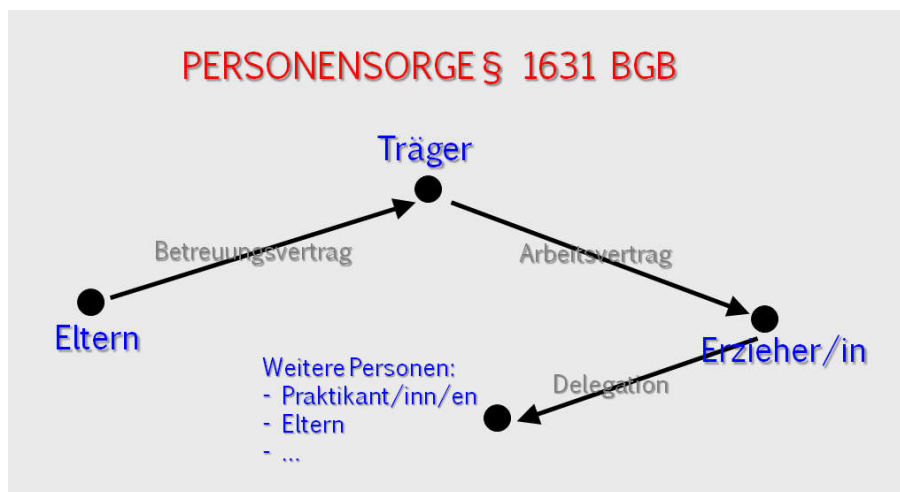 PERSONENSORGE § 1631 BGB
Träger
Betreuungsvertrag
Arbeitsvertrag
Eltern
Erzieher/in
Weitere Personen:
- Praktikant/inn/en
- Eltern
- ...
Delegation